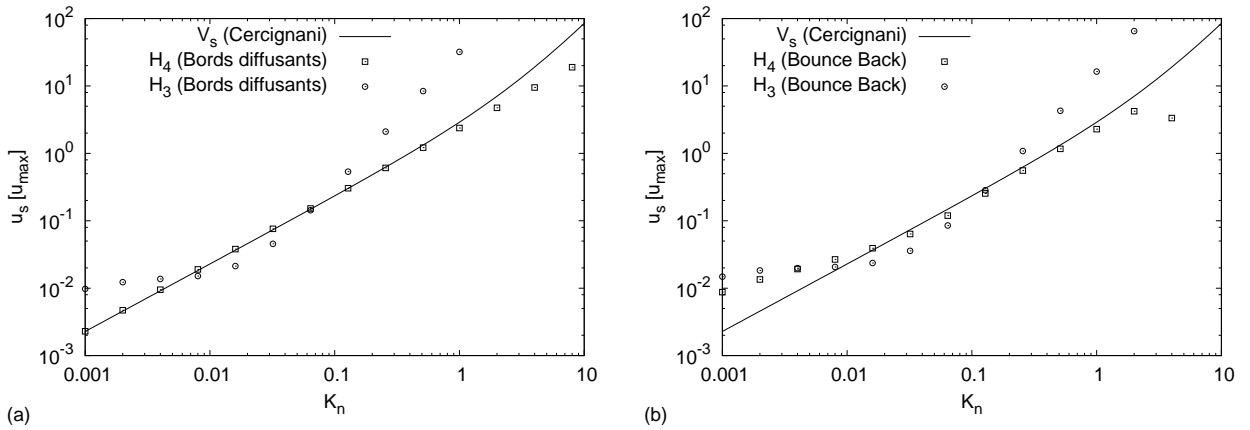 10^2
10^1
10^0
10^-1
10^-2
10^-3
u_s [u_max]
V_s (Cercignani)
H_4 (Bords diffusants)
H_3 (Bords diffusants)
0.001 0.01 0.1 1 10
K_n
(a)
10^2
10^1
10^0
10^-1
10^-2
10^-3
u_s [u_max]
V_s (Cercignani)
H_4 (Bounce Back)
H_3 (Bounce Back)
0.001 0.01 0.1 1 10
K_n
(b)